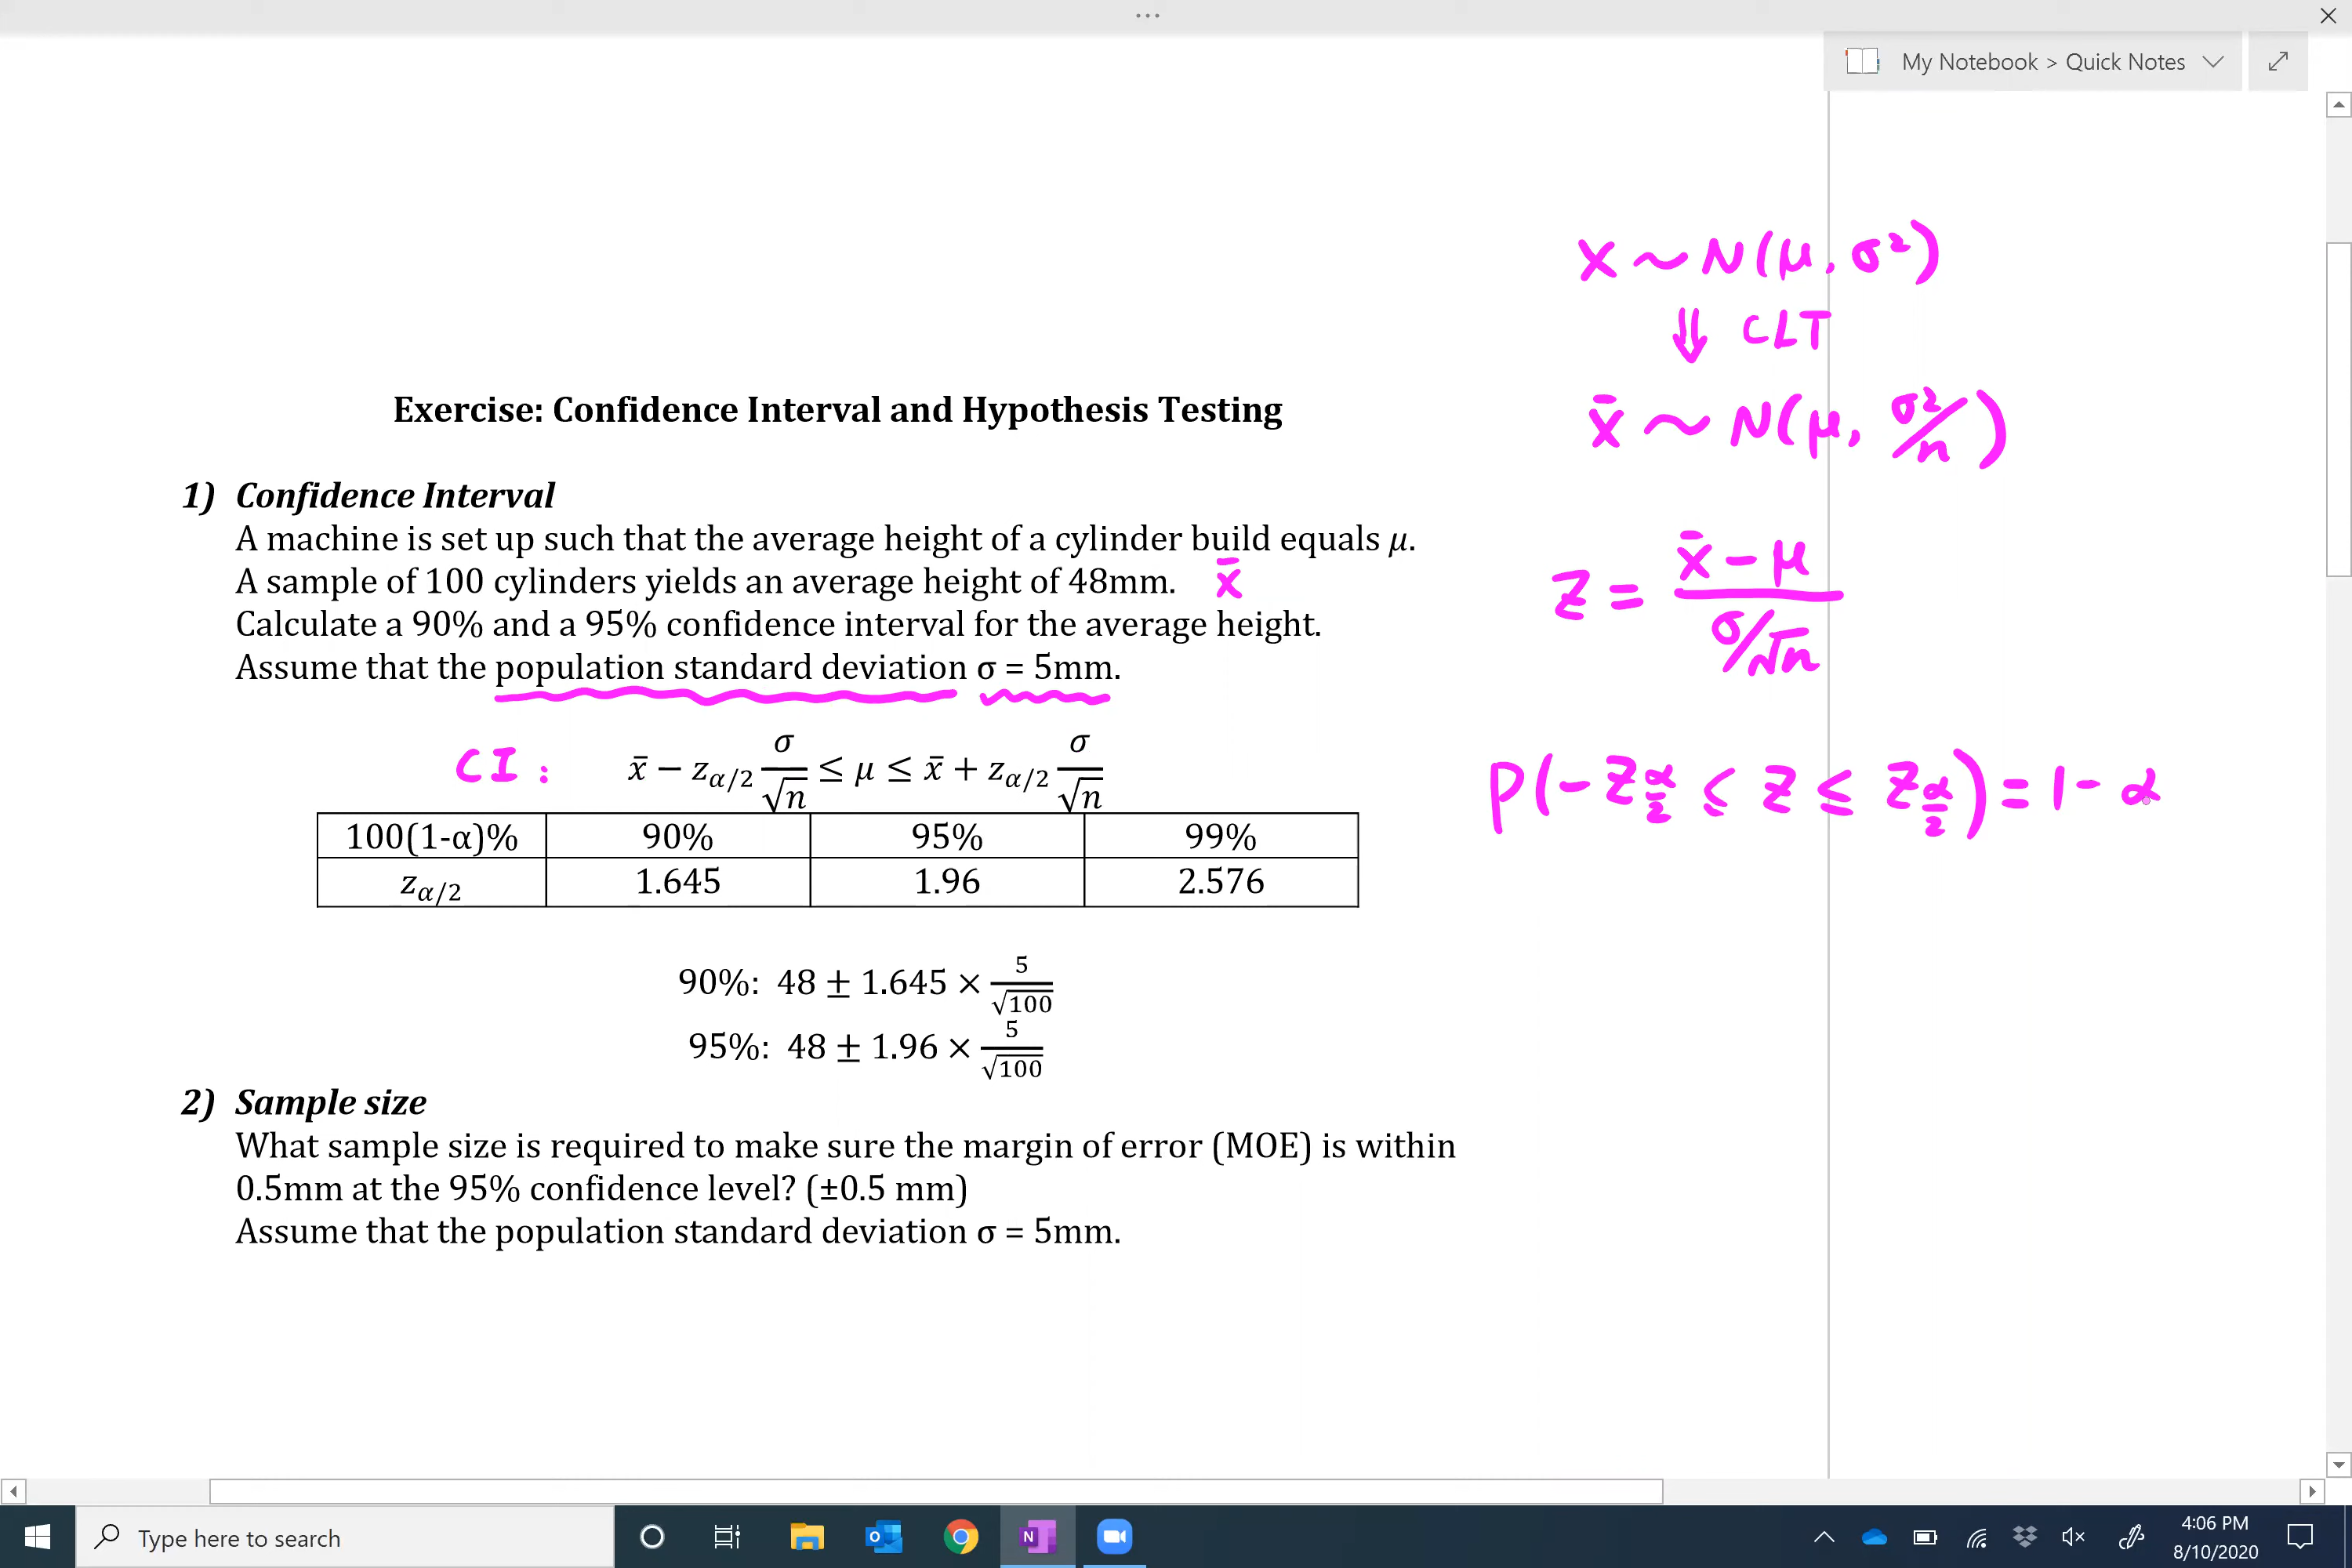 My Notebook > Quick Notes
x ~ N(μ, σ²)
⇓ CLT
x̄ ~ N(μ, σ²/n)
Exercise: Confidence Interval and Hypothesis Testing
1) Confidence Interval
A machine is set up such that the average height of a cylinder build equals μ.
A sample of 100 cylinders yields an average height of 48mm. x̄
Calculate a 90% and a 95% confidence interval for the average height.
Assume that the population standard deviation σ = 5mm.
z = (x̄ − μ) / (σ/√n)
CI: x̄ − z_{α/2} σ/√n ≤ μ ≤ x̄ + z_{α/2} σ/√n
P(−z_{α/2} ≤ z ≤ z_{α/2}) = 1 − α
100(1-α)% 90% 95% 99%
z_{α/2} 1.645 1.96 2.576
90%: 48 ± 1.645 × 5/√100
95%: 48 ± 1.96 × 5/√100
2) Sample size
What sample size is required to make sure the margin of error (MOE) is within
0.5mm at the 95% confidence level? (±0.5 mm)
Assume that the population standard deviation σ = 5mm.
Type here to search
4:06 PM
8/10/2020